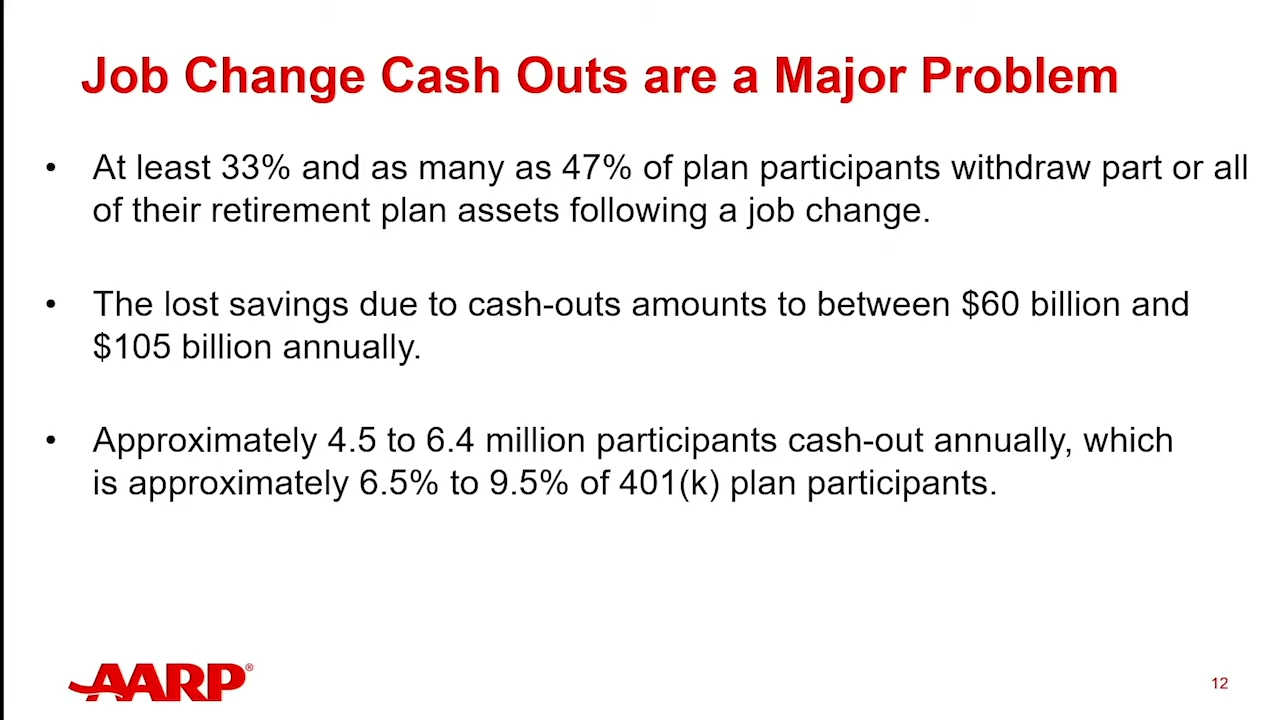 Job Change Cash Outs are a Major Problem
• At least 33% and as many as 47% of plan participants withdraw part or all
of their retirement plan assets following a job change.
• The lost savings due to cash-outs amounts to between $60 billion and
$105 billion annually.
• Approximately 4.5 to 6.4 million participants cash-out annually, which
is approximately 6.5% to 9.5% of 401(k) plan participants.
AARP®
12